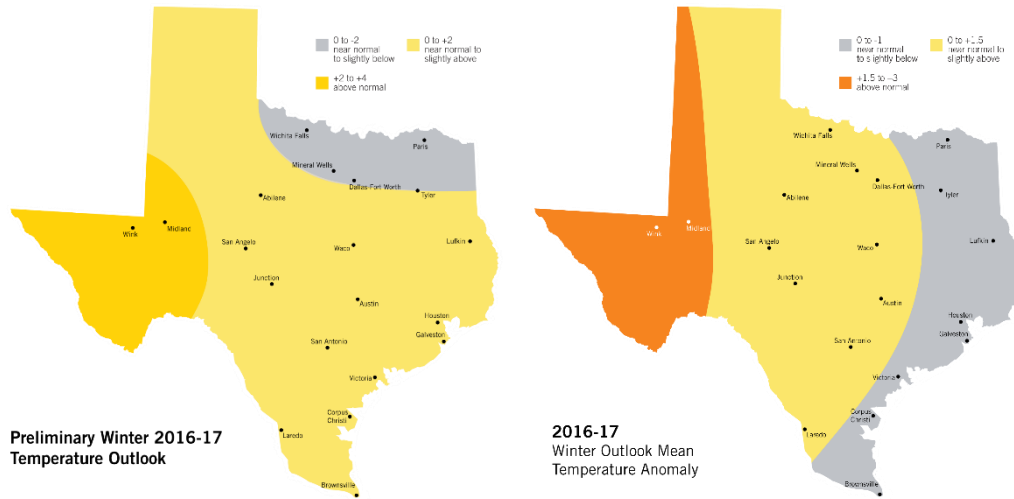 0 to -2
near normal
to slightly below
0 to +2
near normal to
slightly above
+2 to +4
above normal
Wichita Falls
Paris
Mineral Wells
Dallas-Fort Worth
Tyler
Abilene
Midland
Wink
San Angelo
Waco
Lufkin
Junction
Austin
Houston
Galveston
San Antonio
Victoria
Corpus
Christi
Laredo
Brownsville
Preliminary Winter 2016-17
Temperature Outlook
0 to -1
near normal
to slightly below
0 to +1.5
near normal to
slightly above
+1.5 to -3
above normal
Wichita Falls
Paris
Mineral Wells
Dallas-Fort Worth
Tyler
Abilene
Midland
Wink
San Angelo
Waco
Lufkin
Junction
Austin
Houston
Galveston
San Antonio
Victoria
Corpus
Christi
Laredo
Brownsville
2016-17
Winter Outlook Mean
Temperature Anomaly